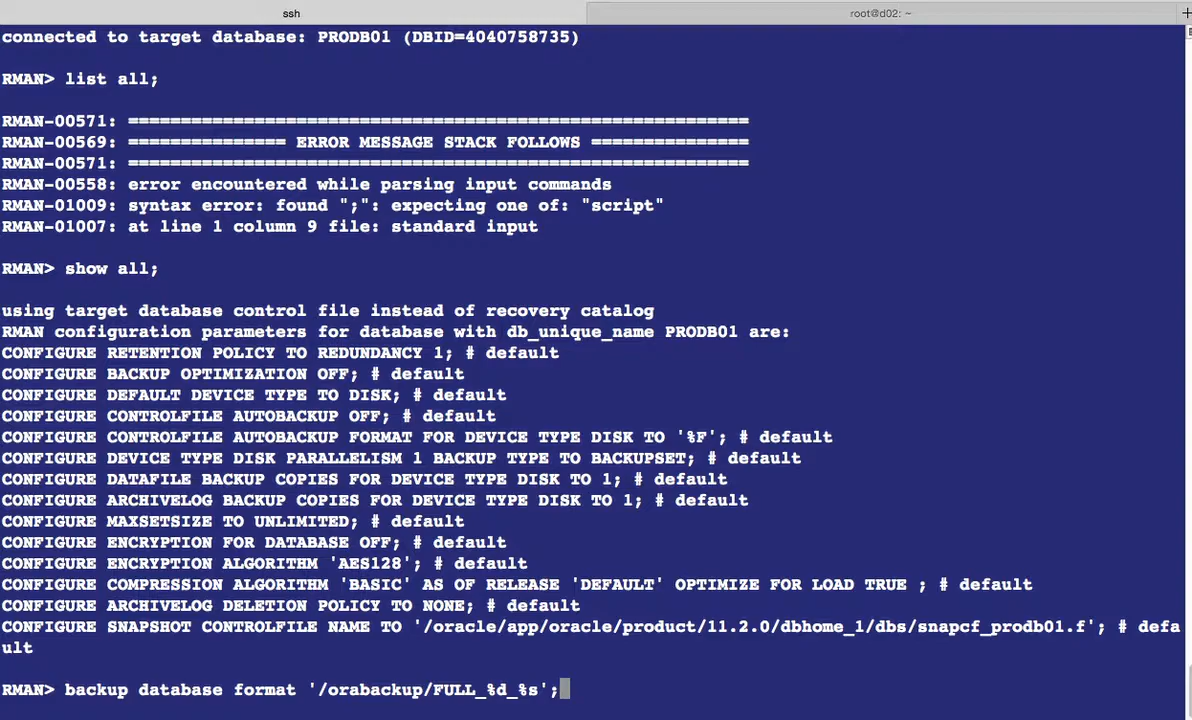 ssh
root@d02: ~
+
connected to target database: PRODB01 (DBID=4040758735)
RMAN> list all;
RMAN-00571: ===========================================================
RMAN-00569: =============== ERROR MESSAGE STACK FOLLOWS ===============
RMAN-00571: ===========================================================
RMAN-00558: error encountered while parsing input commands
RMAN-01009: syntax error: found ";": expecting one of: "script"
RMAN-01007: at line 1 column 9 file: standard input
RMAN> show all;
using target database control file instead of recovery catalog
RMAN configuration parameters for database with db_unique_name PRODB01 are:
CONFIGURE RETENTION POLICY TO REDUNDANCY 1; # default
CONFIGURE BACKUP OPTIMIZATION OFF; # default
CONFIGURE DEFAULT DEVICE TYPE TO DISK; # default
CONFIGURE CONTROLFILE AUTOBACKUP OFF; # default
CONFIGURE CONTROLFILE AUTOBACKUP FORMAT FOR DEVICE TYPE DISK TO '%F'; # default
CONFIGURE DEVICE TYPE DISK PARALLELISM 1 BACKUP TYPE TO BACKUPSET; # default
CONFIGURE DATAFILE BACKUP COPIES FOR DEVICE TYPE DISK TO 1; # default
CONFIGURE ARCHIVELOG BACKUP COPIES FOR DEVICE TYPE DISK TO 1; # default
CONFIGURE MAXSETSIZE TO UNLIMITED; # default
CONFIGURE ENCRYPTION FOR DATABASE OFF; # default
CONFIGURE ENCRYPTION ALGORITHM 'AES128'; # default
CONFIGURE COMPRESSION ALGORITHM 'BASIC' AS OF RELEASE 'DEFAULT' OPTIMIZE FOR LOAD TRUE ; # default
CONFIGURE ARCHIVELOG DELETION POLICY TO NONE; # default
CONFIGURE SNAPSHOT CONTROLFILE NAME TO '/oracle/app/oracle/product/11.2.0/dbhome_1/dbs/snapcf_prodb01.f'; # defa
ult
RMAN> backup database format '/orabackup/FULL_%d_%s';